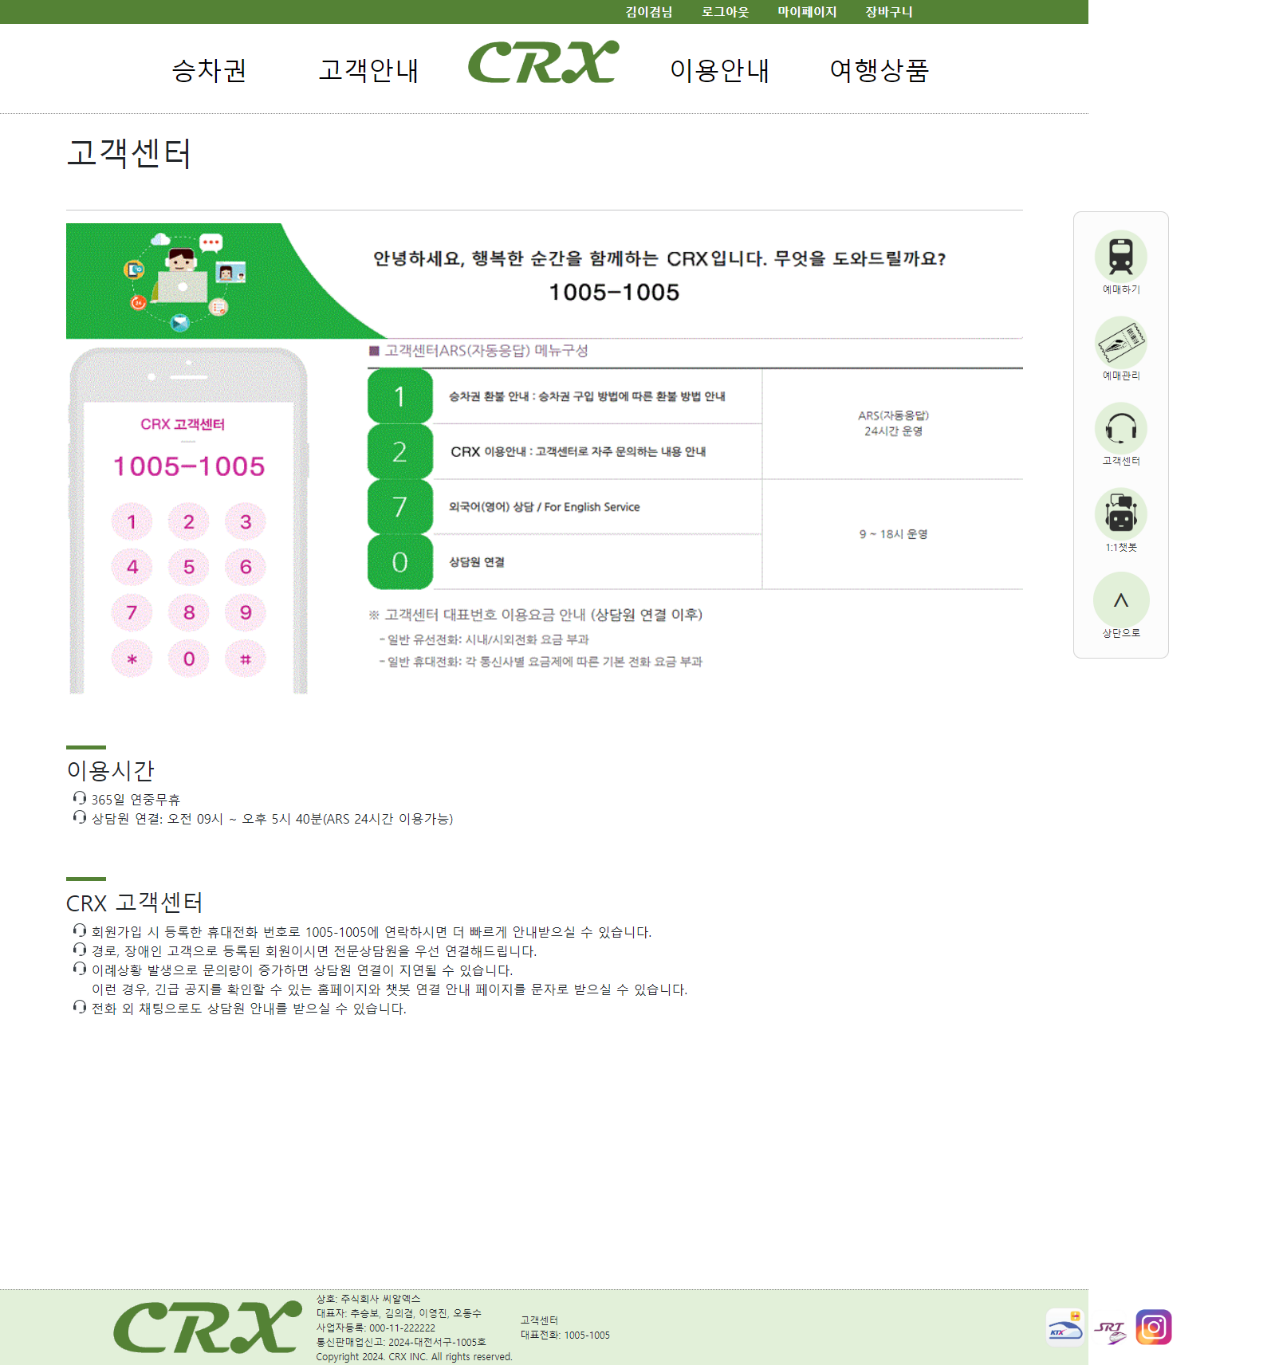 김이겸님 로그아웃 마이페이지 장바구니
승차권 고객안내 CRX 이용안내 여행상품
고객센터
안녕하세요, 행복한 순간을 함께하는 CRX입니다. 무엇을 도와드릴까요?
1005-1005
■ 고객센터ARS(자동응답) 메뉴구성
1 승차권 환불 안내 : 승차권 구입 방법에 따른 환불 방법 안내
2 CRX 이용안내 : 고객센터로 자주 문의하는 내용 안내
ARS(자동응답)
24시간 운영
7 외국어(영어) 상담 / For English Service
0 상담원 연결
9 ~ 18시 운영
※ 고객센터 대표번호 이용요금 안내 (상담원 연결 이후)
- 일반 유선전화: 시내/시외전화 요금 부과
- 일반 휴대전화: 각 통신사별 요금제에 따른 기본 전화 요금 부과
CRX 고객센터
1005-1005
1 2 3
4 5 6
7 8 9
* 0 #
예매하기
예매관리
고객센터
1:1챗봇
^
상단으로
이용시간
365일 연중무휴
상담원 연결: 오전 09시 ~ 오후 5시 40분(ARS 24시간 이용가능)
CRX 고객센터
회원가입 시 등록한 휴대전화 번호로 1005-1005에 연락하시면 더 빠르게 안내받으실 수 있습니다.
경로, 장애인 고객으로 등록된 회원이시면 전문상담원을 우선 연결해드립니다.
이례상황 발생으로 문의량이 증가하면 상담원 연결이 지연될 수 있습니다.
이런 경우, 긴급 공지를 확인할 수 있는 홈페이지와 챗봇 연결 안내 페이지를 문자로 받으실 수 있습니다.
전화 외 채팅으로도 상담원 안내를 받으실 수 있습니다.
CRX
상호: 주식회사 씨알엑스
대표자: 추승보, 김의겸, 이영진, 오동수
사업자등록: 000-11-222222
통신판매업신고: 2024-대전서구-1005호
Copyright 2024. CRX INC. All rights reserved.
고객센터
대표전화: 1005-1005
KTX
SRT